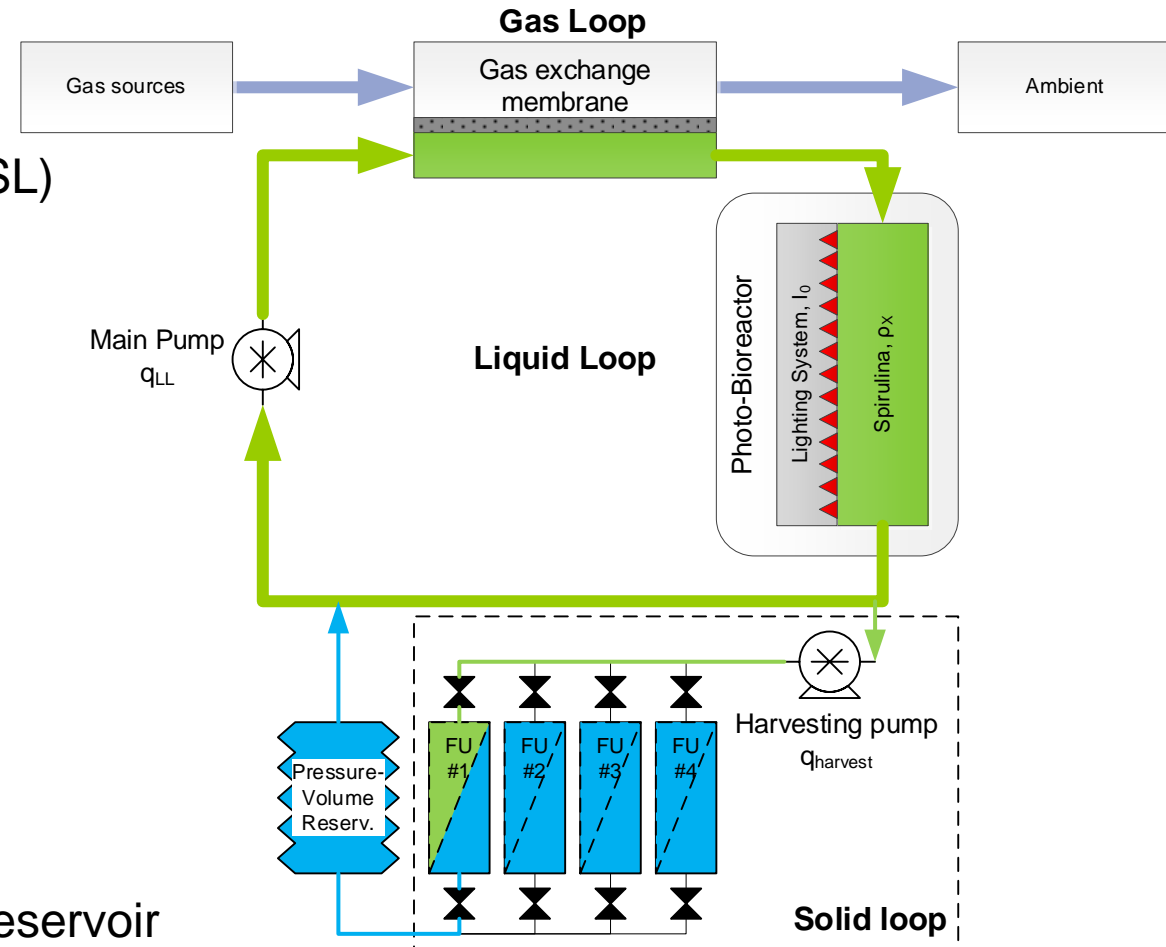 Gas Loop
Gas sources
Gas exchange
membrane
Ambient
SL)
Photo-Bioreactor
Lighting System, I₀
Spirulina, ρₓ
Main Pump
qLL
Liquid Loop
Harvesting pump
qharvest
FU
#1
FU
#2
FU
#3
FU
#4
Pressure-
Volume
Reserv.
Solid loop
eservoir